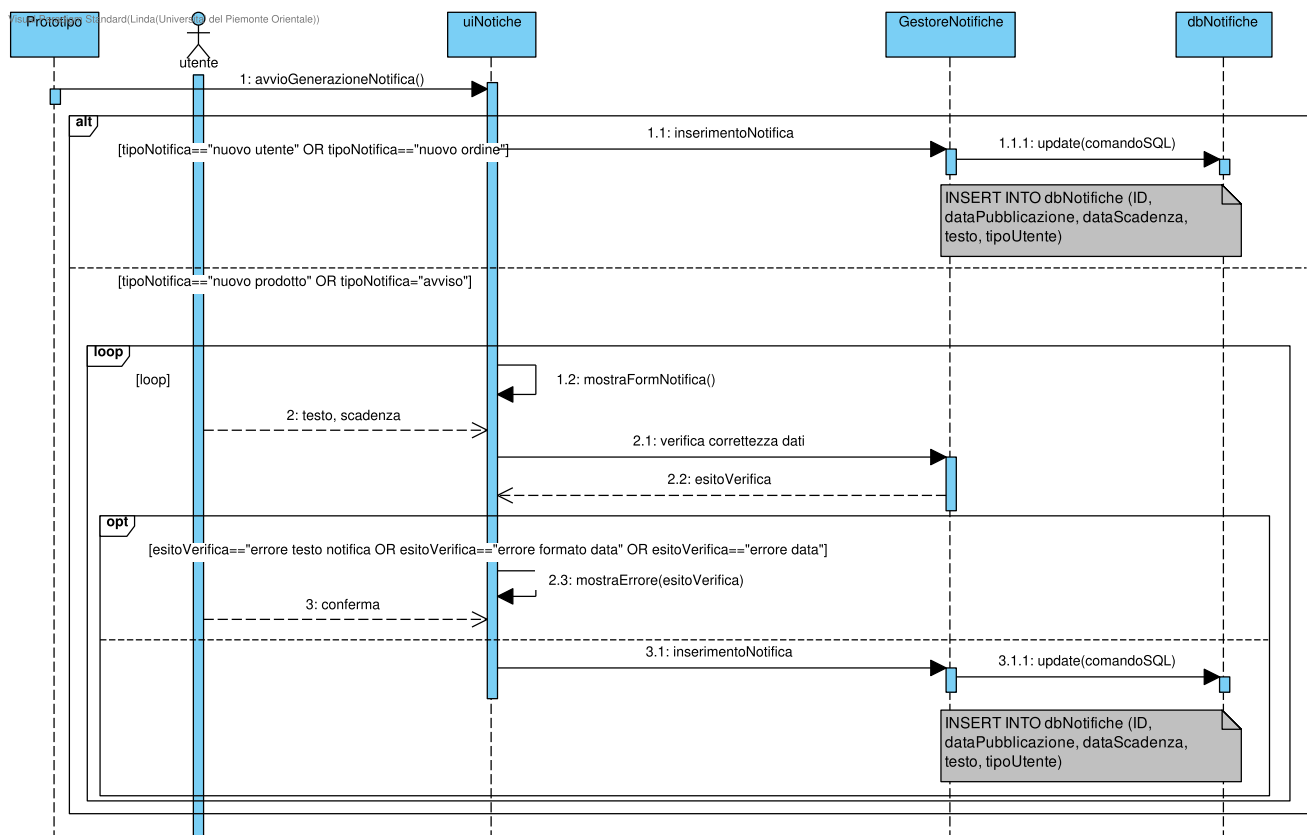 Visual Paradigm Standard(Linda(Universita' del Piemonte Orientale))
Prototipo
utente
uiNotiche
GestoreNotifiche
dbNotifiche
1: avvioGenerazioneNotifica()
alt
[tipoNotifica=="nuovo utente" OR tipoNotifica=="nuovo ordine"]
1.1: inserimentoNotifica
1.1.1: update(comandoSQL)
INSERT INTO dbNotifiche (ID,
dataPubblicazione, dataScadenza,
testo, tipoUtente)
[tipoNotifica=="nuovo prodotto" OR tipoNotifica="avviso"]
loop
[loop]
1.2: mostraFormNotifica()
2: testo, scadenza
2.1: verifica correttezza dati
2.2: esitoVerifica
opt
[esitoVerifica=="errore testo notifica OR esitoVerifica=="errore formato data" OR esitoVerifica=="errore data"]
2.3: mostraErrore(esitoVerifica)
3: conferma
3.1: inserimentoNotifica
3.1.1: update(comandoSQL)
INSERT INTO dbNotifiche (ID,
dataPubblicazione, dataScadenza,
testo, tipoUtente)